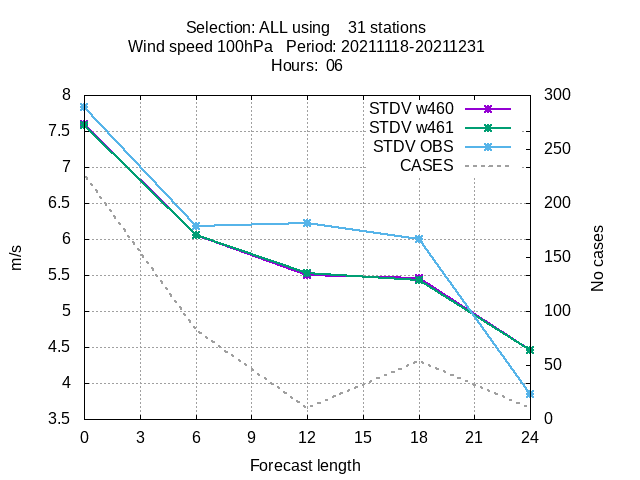 Selection: ALL using    31 stations
Wind speed 100hPa   Period: 20211118-20211231
Hours:  06
STDV w460
STDV w461
STDV OBS
CASES
8
7.5
7
6.5
6
5.5
5
4.5
4
3.5
m/s
300
250
200
150
100
50
0
No cases
0 3 6 9 12 15 18 21 24
Forecast length